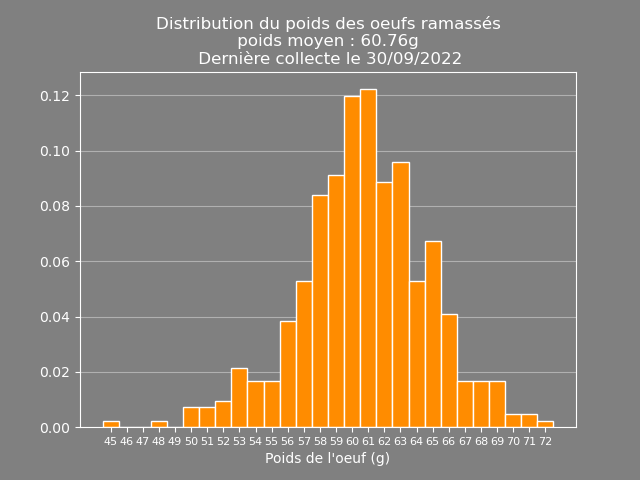 Distribution du poids des oeufs ramassés
poids moyen : 60.76g
Dernière collecte le 30/09/2022
0.12
0.10
0.08
0.06
0.04
0.02
0.00
45 46 47 48 49 50 51 52 53 54 55 56 57 58 59 60 61 62 63 64 65 66 67 68 69 70 71 72
Poids de l'oeuf (g)